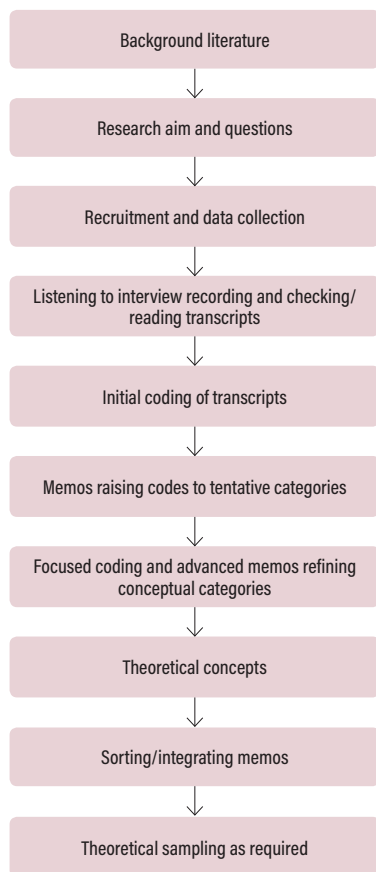 Background literature
Research aim and questions
Recruitment and data collection
Listening to interview recording and checking/
reading transcripts
Initial coding of transcripts
Memos raising codes to tentative categories
Focused coding and advanced memos refining
conceptual categories
Theoretical concepts
Sorting/integrating memos
Theoretical sampling as required